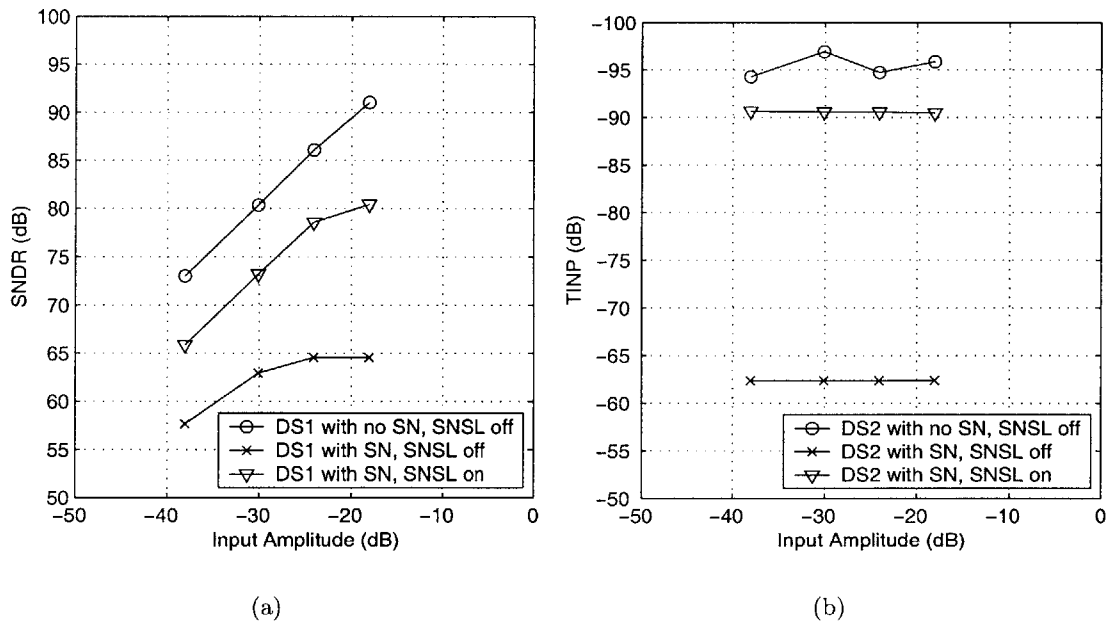 100
95
90
85
80
75
70
65
60
55
50
SNDR (dB)
DS1 with no SN, SNSL off
DS1 with SN, SNSL off
DS1 with SN, SNSL on
−50
−40
−30
−20
−10
0
Input Amplitude (dB)
(a)
−100
−95
−90
−85
−80
−75
−70
−65
−60
−55
−50
TINP (dB)
DS2 with no SN, SNSL off
DS2 with SN, SNSL off
DS2 with SN, SNSL on
−50
−40
−30
−20
−10
0
Input Amplitude (dB)
(b)